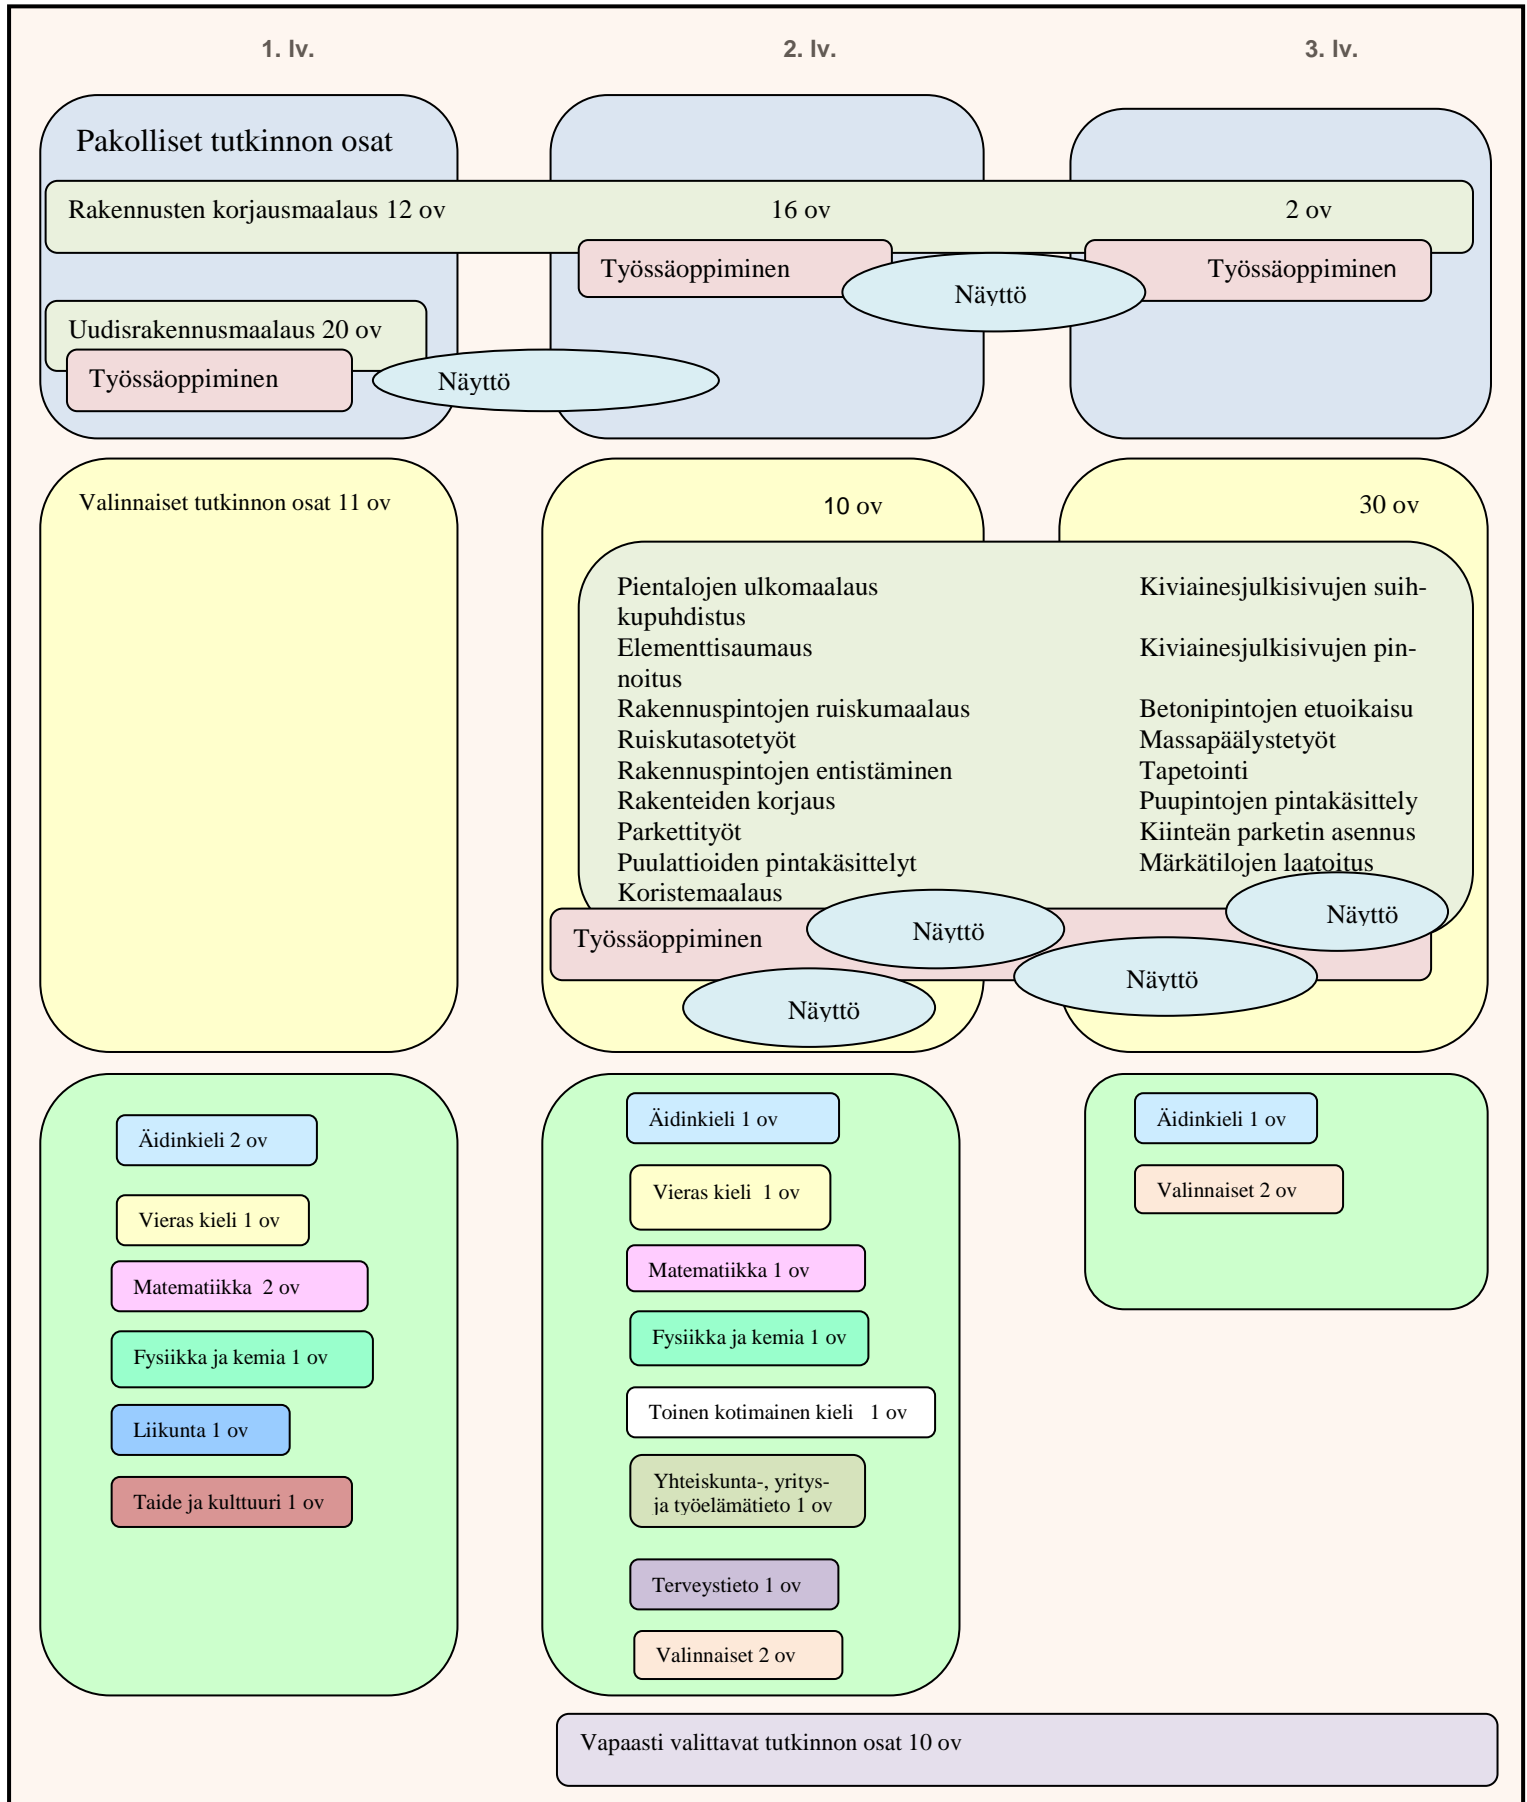 1. lv. 2. lv. 3. lv.
Pakolliset tutkinnon osat
Rakennusten korjausmaalaus 12 ov 16 ov 2 ov
Työssäoppiminen Näyttö Työssäoppiminen
Uudisrakennusmaalaus 20 ov
Työssäoppiminen Näyttö
Valinnaiset tutkinnon osat 11 ov 10 ov 30 ov
Pientalojen ulkomaalaus Kiviainesjulkisivujen suih-
kupuhdistus
Elementtisaumaus Kiviainesjulkisivujen pin-
noitus
Rakennuspintojen ruiskumaalaus Betonipintojen etuoikaisu
Ruiskutasotetyöt Massapäälystetyöt
Rakennuspintojen entistäminen Tapetointi
Rakenteiden korjaus Puupintojen pintakäsittely
Parkettityöt Kiinteän parketin asennus
Puulattioiden pintakäsittelyt Märkätilojen laatoitus
Koristemaalaus
Työssäoppiminen Näyttö Näyttö
Näyttö Näyttö
Äidinkieli 2 ov
Vieras kieli 1 ov
Matematiikka 2 ov
Fysiikka ja kemia 1 ov
Liikunta 1 ov
Taide ja kulttuuri 1 ov
Äidinkieli 1 ov
Vieras kieli 1 ov
Matematiikka 1 ov
Fysiikka ja kemia 1 ov
Toinen kotimainen kieli 1 ov
Yhteiskunta-, yritys-
ja työelämätieto 1 ov
Terveystieto 1 ov
Valinnaiset 2 ov
Äidinkieli 1 ov
Valinnaiset 2 ov
Vapaasti valittavat tutkinnon osat 10 ov